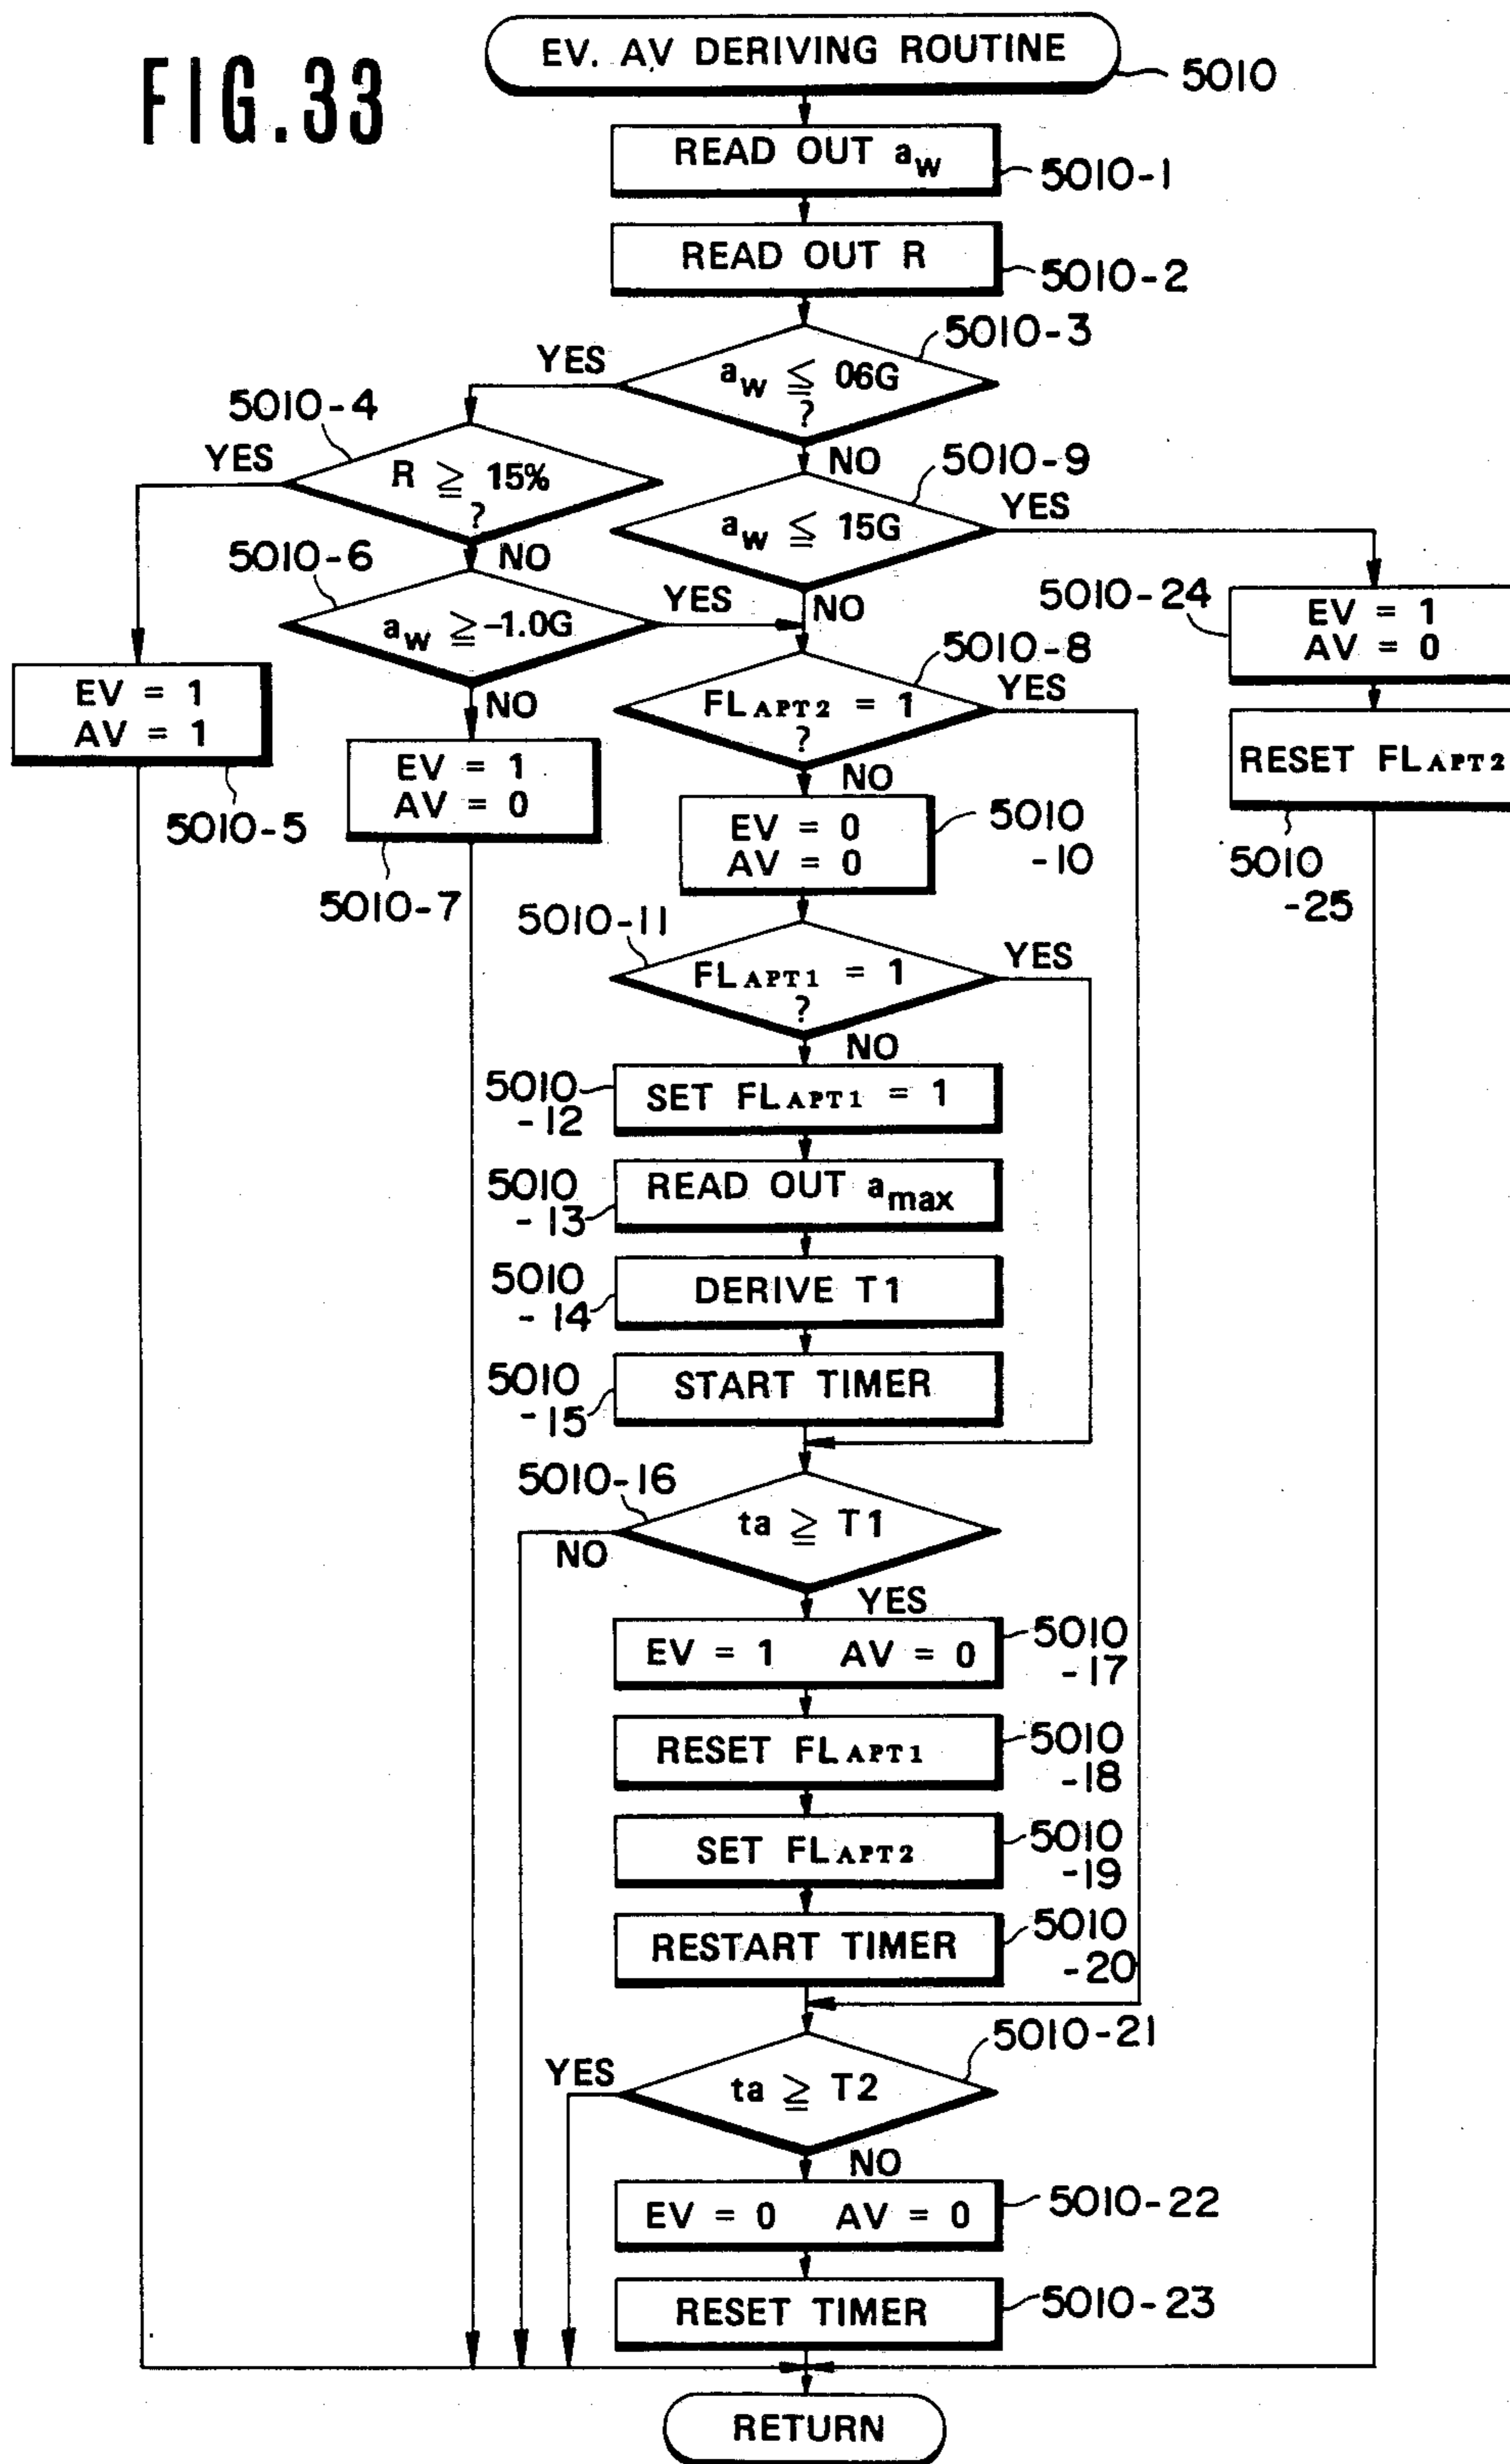 FIG.33
EV. AV DERIVING ROUTINE
5010
READ OUT aw
5010-1
READ OUT R
5010-2
5010-3
aw ≦ 06G
?
YES
NO
5010-4
R ≧ 15%
?
YES
NO
5010-9
aw ≦ 15G
YES
NO
5010-6
aw ≧ -1.0G
YES
NO
5010-24
EV = 1
AV = 0
5010-8
FLAPT2 = 1
?
YES
NO
EV = 1
AV = 1
5010-5
EV = 1
AV = 0
5010-7
RESET FLAPT2
5010
-25
EV = 0
AV = 0
5010
-10
5010-11
FLAPT1 = 1
?
YES
NO
5010
-12
SET FLAPT1 = 1
5010
-13
READ OUT amax
5010
-14
DERIVE T1
5010
-15
START TIMER
5010-16
ta ≧ T1
NO
YES
EV = 1 AV = 0
5010
-17
RESET FLAPT1
5010
-18
SET FLAPT2
5010
-19
RESTART TIMER
5010
-20
5010-21
ta ≧ T2
YES
NO
EV = 0 AV = 0
5010-22
RESET TIMER
5010-23
RETURN